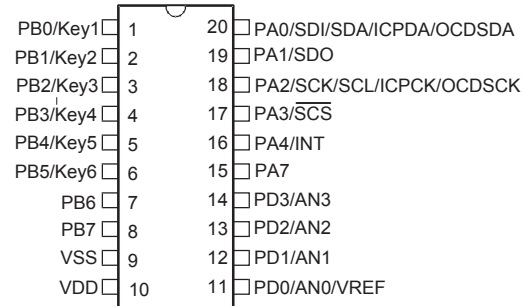 PB0/Key1 1 20 PA0/SDI/SDA/ICPDA/OCDSDA
PB1/Key2 2 19 PA1/SDO
PB2/Key3 3 18 PA2/SCK/SCL/ICPCK/OCDSCK
PB3/Key4 4 17 PA3/S̅C̅S̅
PB4/Key5 5 16 PA4/INT
PB5/Key6 6 15 PA7
PB6 7 14 PD3/AN3
PB7 8 13 PD2/AN2
VSS 9 12 PD1/AN1
VDD 10 11 PD0/AN0/VREF